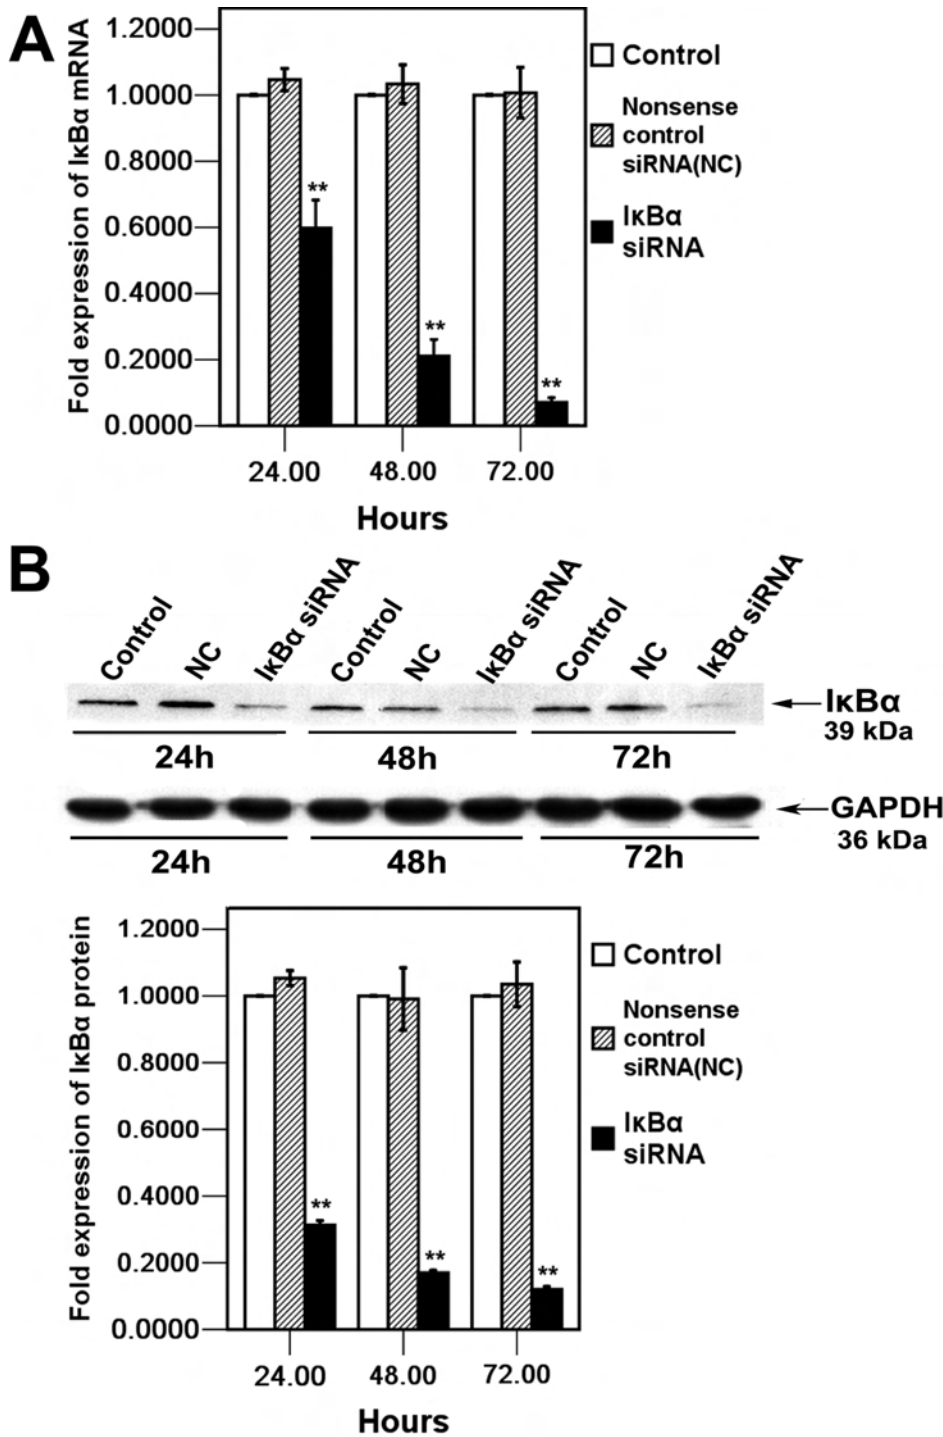 A
Fold expression of IκBα mRNA
1.2000
1.0000
0.8000
0.6000
0.4000
0.2000
0.0000
**
**
**
24.00 48.00 72.00
Hours
Control
Nonsense
control
siRNA(NC)
IκBα
siRNA
B
Control NC IκBα siRNA Control NC IκBα siRNA Control NC IκBα siRNA
IκBα
39 kDa
24h 48h 72h
GAPDH
36 kDa
24h 48h 72h
Fold expression of IκBα protein
1.2000
1.0000
0.8000
0.6000
0.4000
0.2000
0.0000
**
**
**
24.00 48.00 72.00
Hours
Control
Nonsense
control
siRNA(NC)
IκBα
siRNA